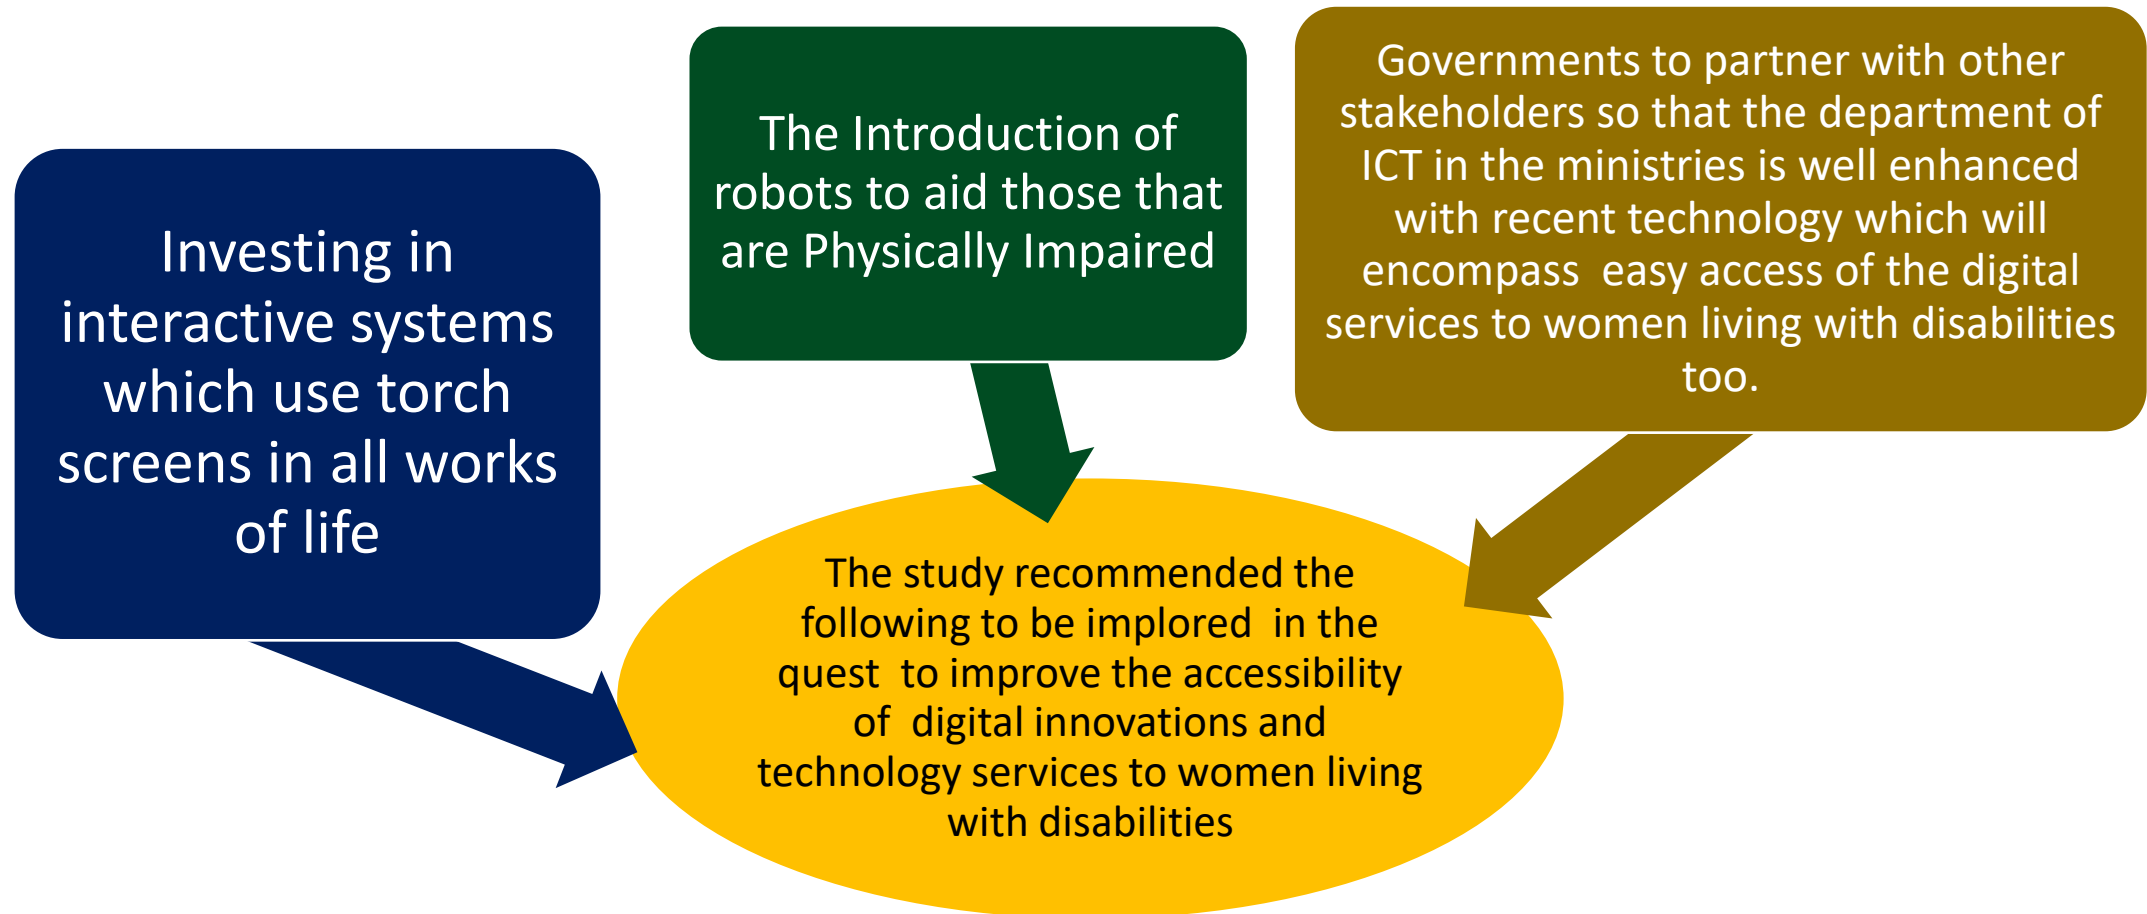 Investing in
interactive systems
which use torch
screens in all works
of life
The Introduction of
robots to aid those that
are Physically Impaired
Governments to partner with other
stakeholders so that the department of
ICT in the ministries is well enhanced
with recent technology which will
encompass  easy access of the digital
services to women living with disabilities
too.
The study recommended the
following to be implored  in the
quest  to improve the accessibility
of  digital innovations and
technology services to women living
with disabilities